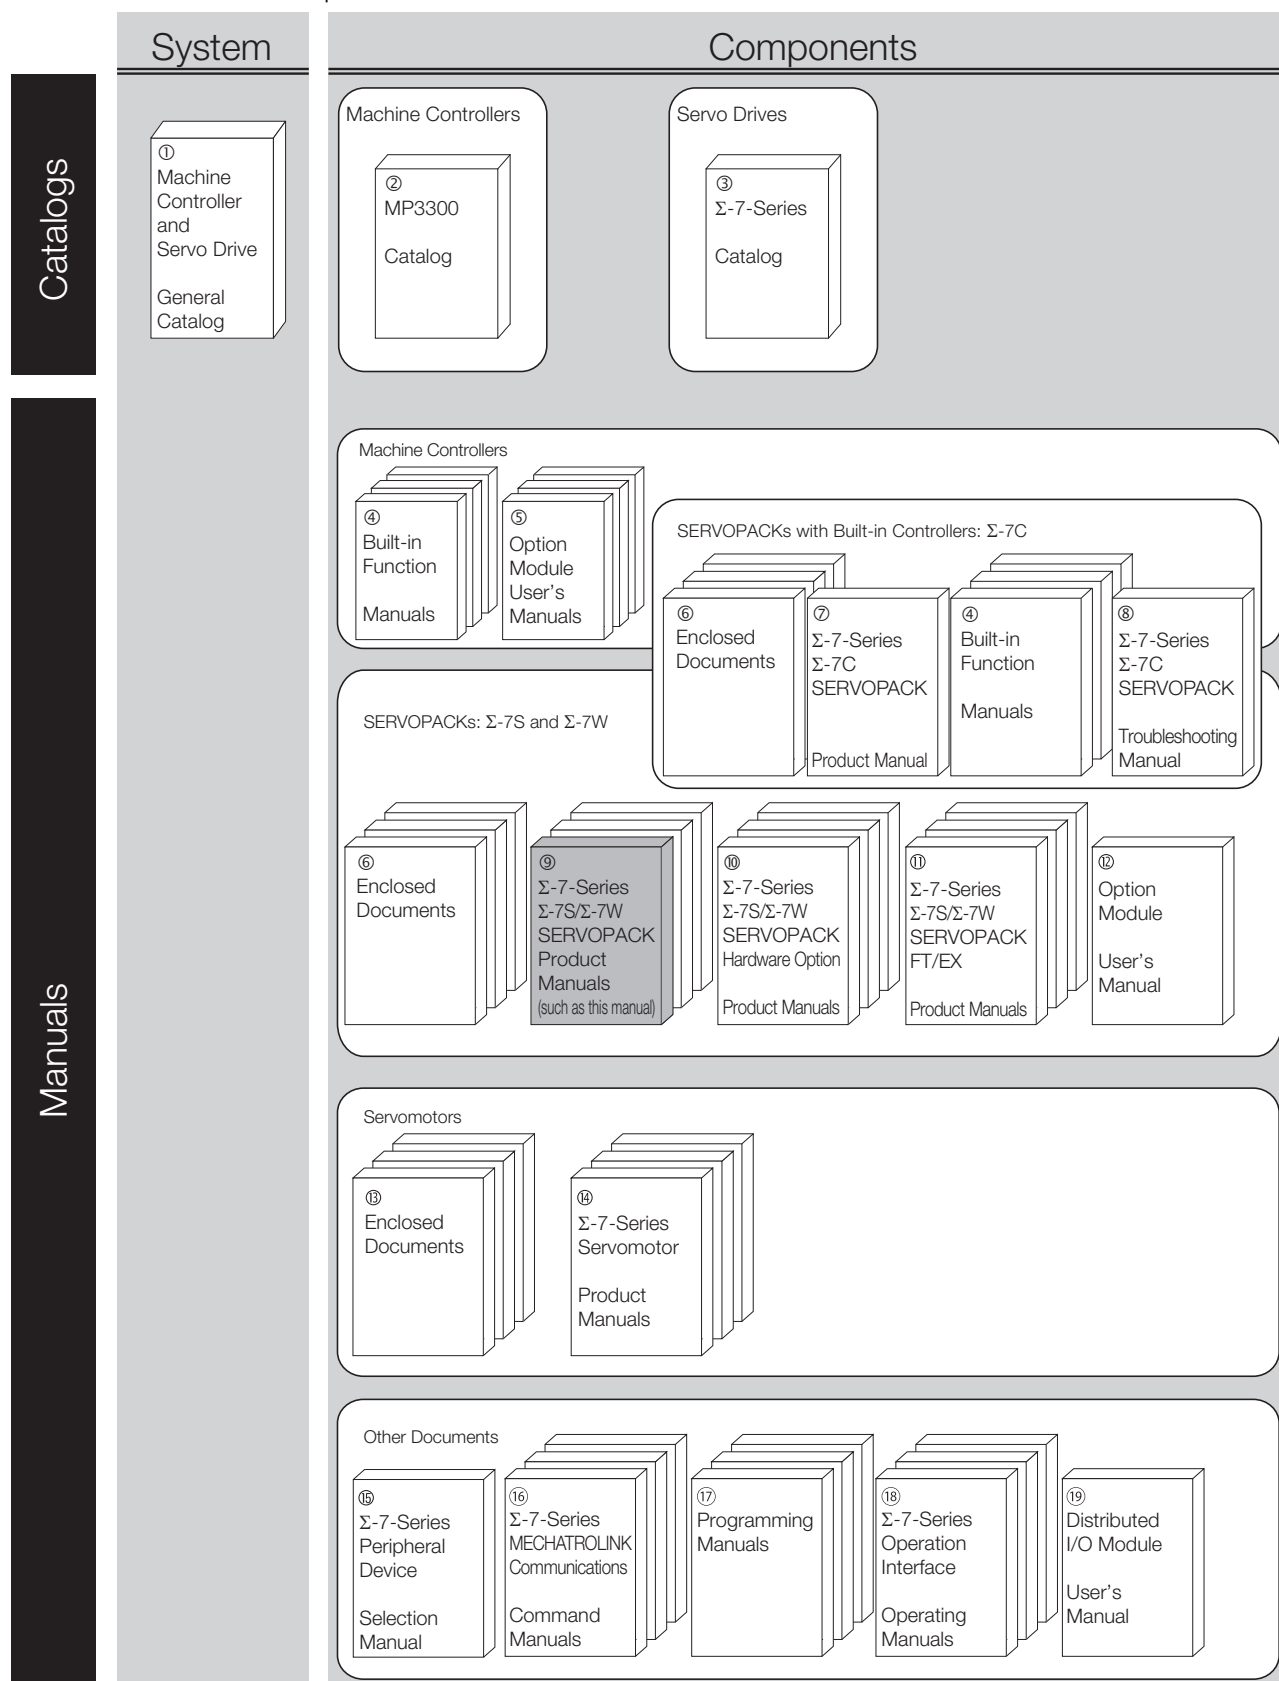 System
Components
Catalogs
①
Machine
Controller
and
Servo Drive
General
Catalog
Machine Controllers
②
MP3300
Catalog
Servo Drives
③
Σ-7-Series
Catalog
Manuals
Machine Controllers
④
Built-in
Function
Manuals
⑤
Option
Module
User's
Manuals
SERVOPACKs with Built-in Controllers: Σ-7C
⑥
Enclosed
Documents
⑦
Σ-7-Series
Σ-7C
SERVOPACK
Product Manual
④
Built-in
Function
Manuals
⑧
Σ-7-Series
Σ-7C
SERVOPACK
Troubleshooting
Manual
SERVOPACKs: Σ-7S and Σ-7W
⑥
Enclosed
Documents
⑨
Σ-7-Series
Σ-7S/Σ-7W
SERVOPACK
Product
Manuals
(such as this manual)
⑩
Σ-7-Series
Σ-7S/Σ-7W
SERVOPACK
Hardware Option
Product Manuals
⑪
Σ-7-Series
Σ-7S/Σ-7W
SERVOPACK
FT/EX
Product Manuals
⑫
Option
Module
User's
Manual
Servomotors
⑬
Enclosed
Documents
⑭
Σ-7-Series
Servomotor
Product
Manuals
Other Documents
⑮
Σ-7-Series
Peripheral
Device
Selection
Manual
⑯
Σ-7-Series
MECHATROLINK
Communications
Command
Manuals
⑰
Programming
Manuals
⑱
Σ-7-Series
Operation
Interface
Operating
Manuals
⑲
Distributed
I/O Module
User's
Manual